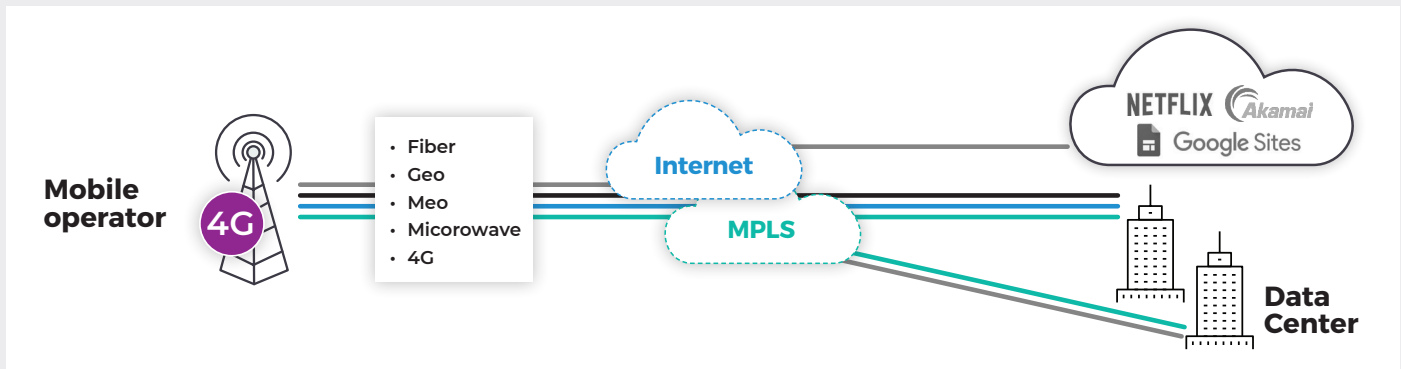 Mobile
operator
4G
• Fiber
• Geo
• Meo
• Micorowave
• 4G
Internet
MPLS
NETFLIX Akamai
Google Sites
Data
Center